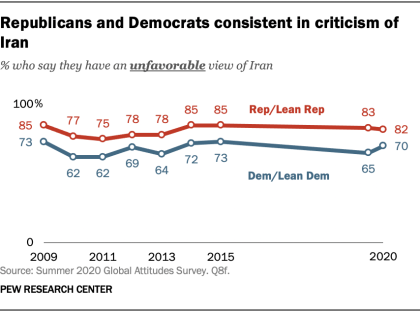 Republicans and Democrats consistent in criticism of
Iran
% who say they have an unfavorable view of Iran
100%
85 77 75 78 78 85 85 Rep/Lean Rep 83 82
73 62 62 69 64 72 73 Dem/Lean Dem 65 70
0
2009 2012 2015 2020
Source: Summer 2020 Global Attitudes Survey. Q8f.
PEW RESEARCH CENTER